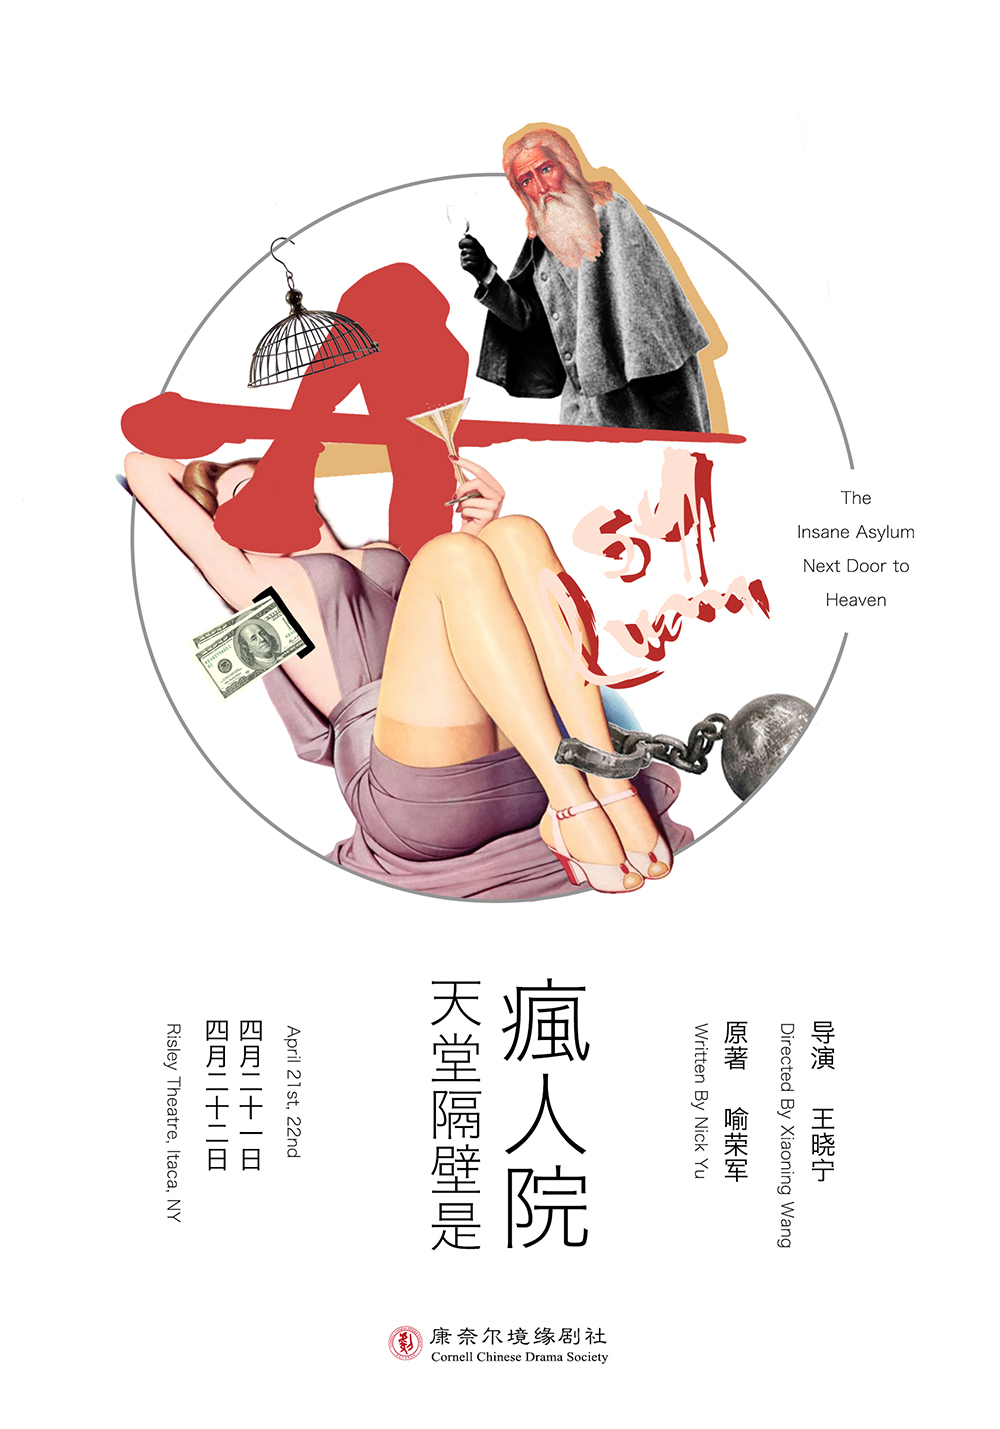 The
Insane Asylum
Next Door to
Heaven
天堂隔壁是
瘋人院
导演 王晓宁
Directed By Xiaoning Wang
原著 喻荣军
Written By Nick Yu
April 21st, 22nd
四月二十一日
四月二十二日
Risley Theatre, Itaca, NY
康奈尔境缘剧社
Cornell Chinese Drama Society